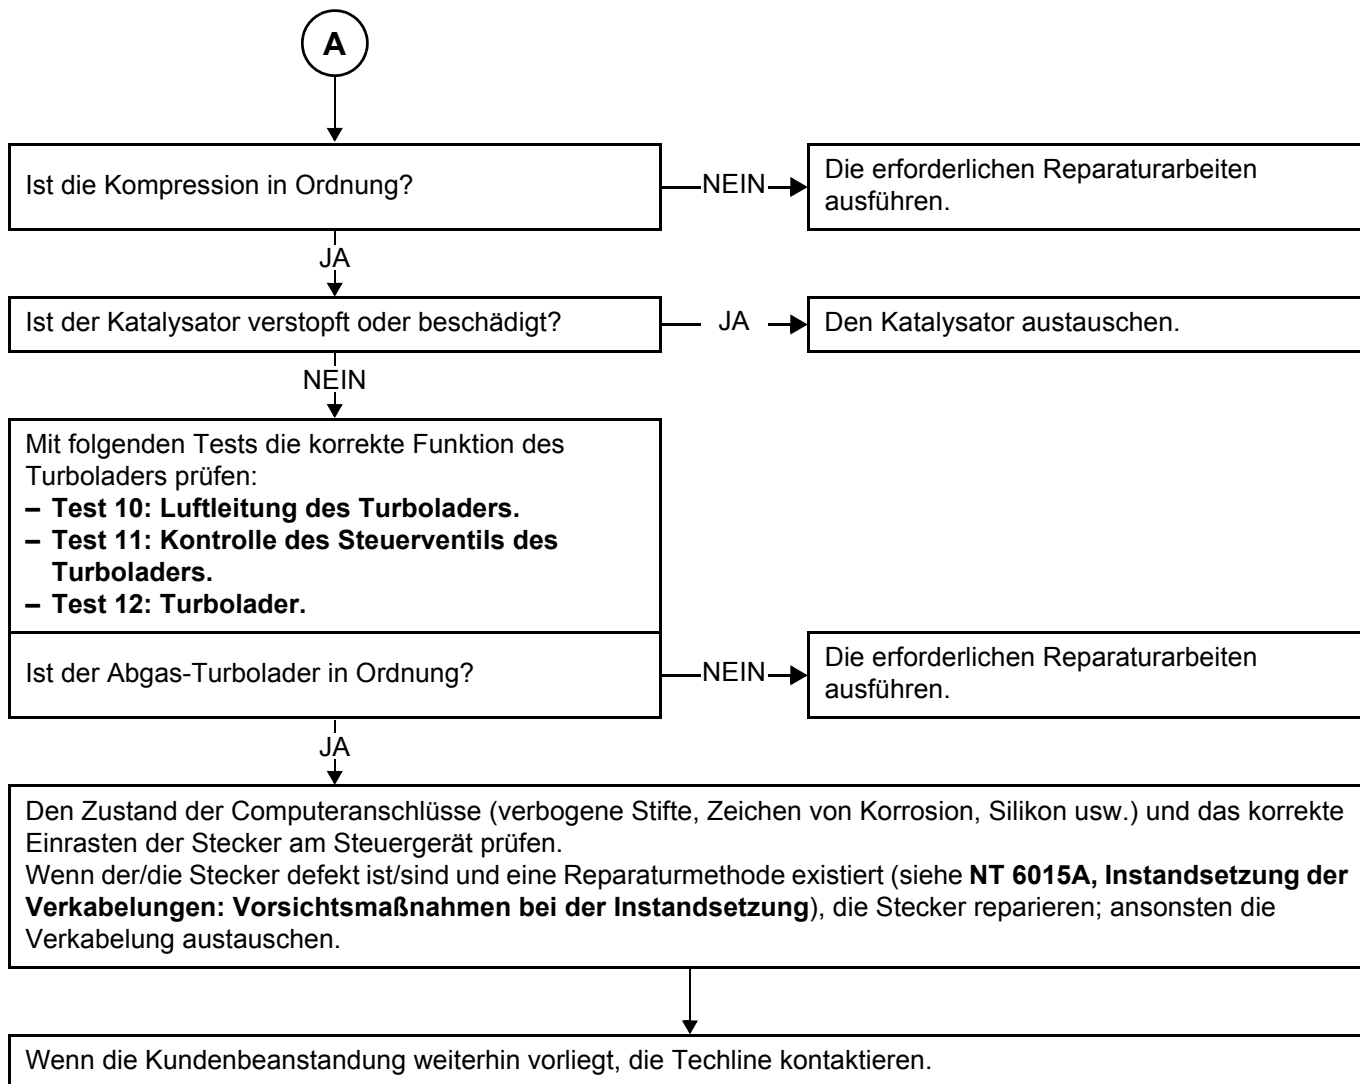 A
Ist die Kompression in Ordnung?
NEIN
Die erforderlichen Reparaturarbeiten
ausführen.
JA
Ist der Katalysator verstopft oder beschädigt?
JA
Den Katalysator austauschen.
NEIN
Mit folgenden Tests die korrekte Funktion des
Turboladers prüfen:
– Test 10: Luftleitung des Turboladers.
– Test 11: Kontrolle des Steuerventils des
Turboladers.
– Test 12: Turbolader.
Ist der Abgas-Turbolader in Ordnung?
NEIN
Die erforderlichen Reparaturarbeiten
ausführen.
JA
Den Zustand der Computeranschlüsse (verbogene Stifte, Zeichen von Korrosion, Silikon usw.) und das korrekte
Einrasten der Stecker am Steuergerät prüfen.
Wenn der/die Stecker defekt ist/sind und eine Reparaturmethode existiert (siehe NT 6015A, Instandsetzung der
Verkabelungen: Vorsichtsmaßnahmen bei der Instandsetzung), die Stecker reparieren; ansonsten die
Verkabelung austauschen.
Wenn die Kundenbeanstandung weiterhin vorliegt, die Techline kontaktieren.